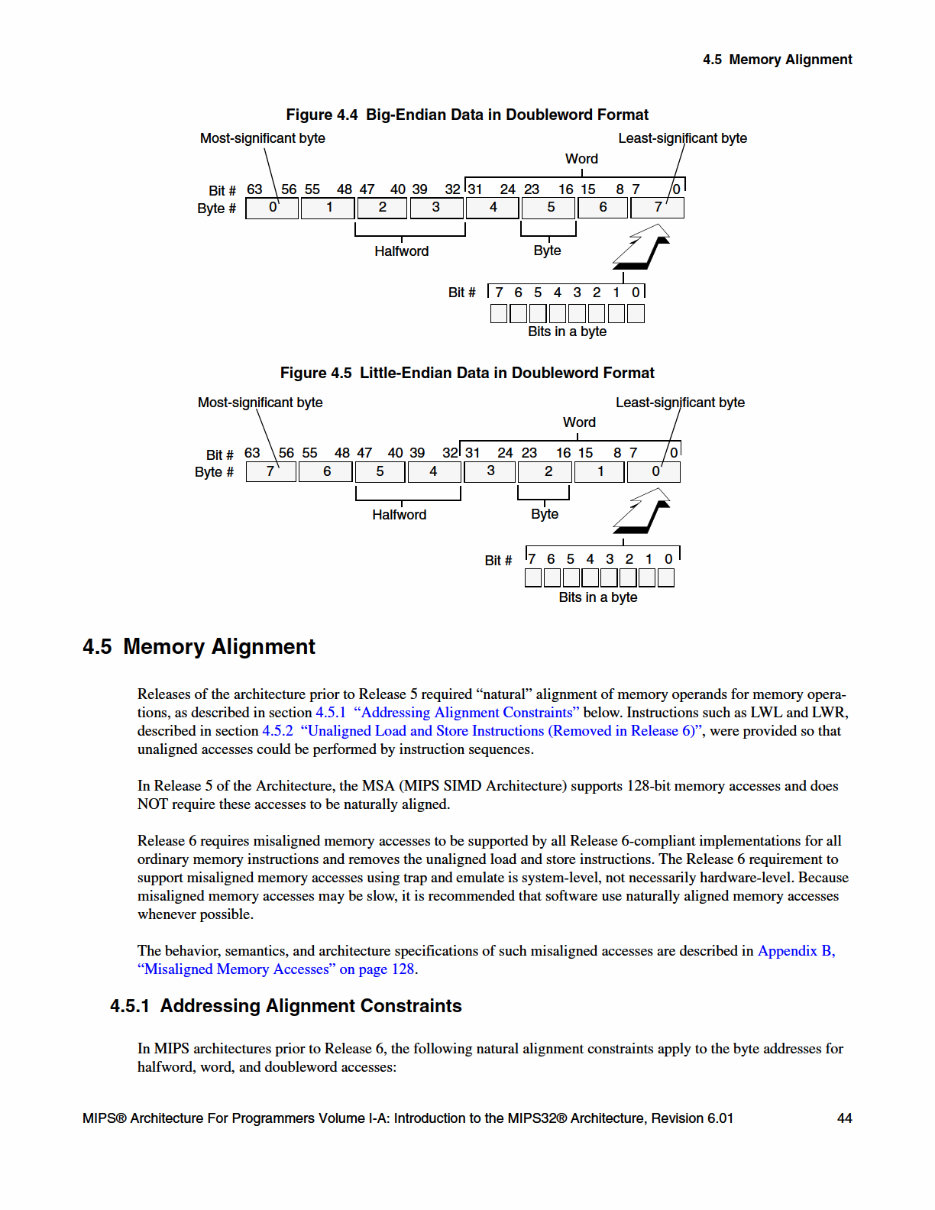 4.5 Memory Alignment
Figure 4.4 Big-Endian Data in Doubleword Format
Most-significant byte Least-significant byte
Word
Bit # 63 56 55 48 47 40 39 32 31 24 23 16 15 8 7 0
Byte # 0 1 2 3 4 5 6 7
Halfword Byte
Bit # 7 6 5 4 3 2 1 0
Bits in a byte
Figure 4.5 Little-Endian Data in Doubleword Format
Most-significant byte Least-significant byte
Word
Bit # 63 56 55 48 47 40 39 32 31 24 23 16 15 8 7 0
Byte # 7 6 5 4 3 2 1 0
Halfword Byte
Bit # 7 6 5 4 3 2 1 0
Bits in a byte
4.5 Memory Alignment
Releases of the architecture prior to Release 5 required “natural” alignment of memory operands for memory opera-
tions, as described in section 4.5.1 “Addressing Alignment Constraints” below. Instructions such as LWL and LWR,
described in section 4.5.2 “Unaligned Load and Store Instructions (Removed in Release 6)”, were provided so that
unaligned accesses could be performed by instruction sequences.
In Release 5 of the Architecture, the MSA (MIPS SIMD Architecture) supports 128-bit memory accesses and does
NOT require these accesses to be naturally aligned.
Release 6 requires misaligned memory accesses to be supported by all Release 6-compliant implementations for all
ordinary memory instructions and removes the unaligned load and store instructions. The Release 6 requirement to
support misaligned memory accesses using trap and emulate is system-level, not necessarily hardware-level. Because
misaligned memory accesses may be slow, it is recommended that software use naturally aligned memory accesses
whenever possible.
The behavior, semantics, and architecture specifications of such misaligned accesses are described in Appendix B,
“Misaligned Memory Accesses” on page 128.
4.5.1 Addressing Alignment Constraints
In MIPS architectures prior to Release 6, the following natural alignment constraints apply to the byte addresses for
halfword, word, and doubleword accesses:
MIPS® Architecture For Programmers Volume I-A: Introduction to the MIPS32® Architecture, Revision 6.01 44